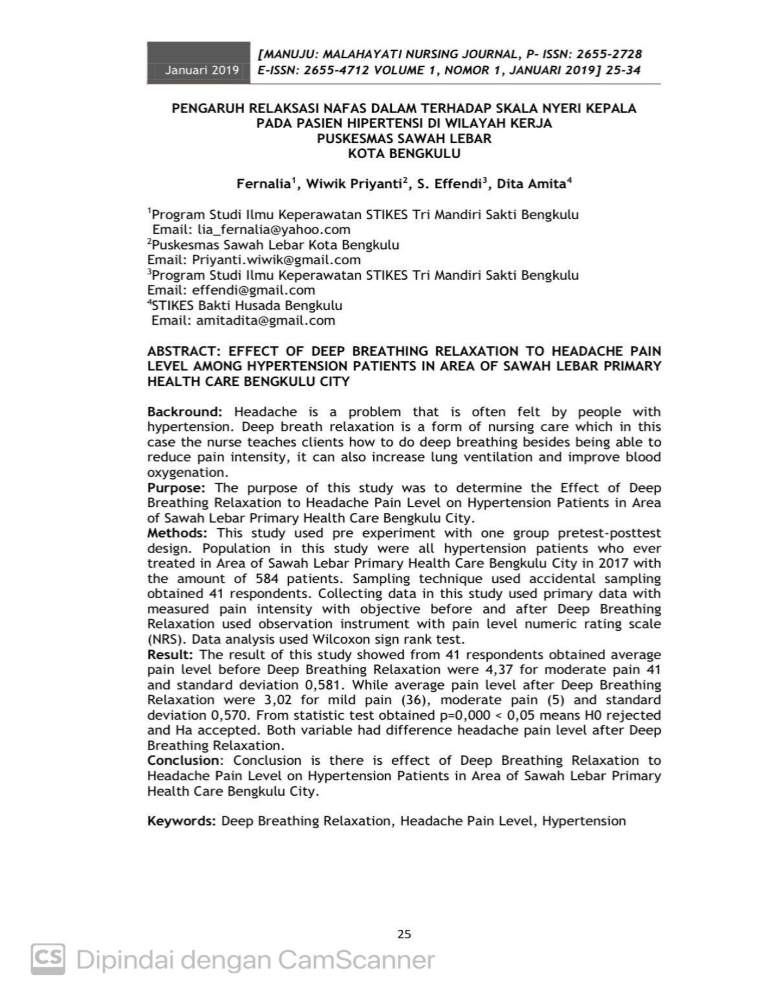 Januari 2019
[MANUJU: MALAHAYATI NURSING JOURNAL, P- ISSN: 2655-2728
E-ISSN: 2655-4712 VOLUME 1, NOMOR 1, JANUARI 2019] 25-34
PENGARUH RELAKSASI NAFAS DALAM TERHADAP SKALA NYERI KEPALA
PADA PASIEN HIPERTENSI DI WILAYAH KERJA
PUSKESMAS SAWAH LEBAR
KOTA BENGKULU
Fernalia¹, Wiwik Priyanti², S. Effendi³, Dita Amita⁴
¹Program Studi Ilmu Keperawatan STIKES Tri Mandiri Sakti Bengkulu
Email: lia_fernalia@yahoo.com
²Puskesmas Sawah Lebar Kota Bengkulu
Email: Priyanti.wiwik@gmail.com
³Program Studi Ilmu Keperawatan STIKES Tri Mandiri Sakti Bengkulu
Email: effendi@gmail.com
⁴STIKES Bakti Husada Bengkulu
Email: amitadita@gmail.com
ABSTRACT: EFFECT OF DEEP BREATHING RELAXATION TO HEADACHE PAIN
LEVEL AMONG HYPERTENSION PATIENTS IN AREA OF SAWAH LEBAR PRIMARY
HEALTH CARE BENGKULU CITY
Backround: Headache is a problem that is often felt by people with
hypertension. Deep breath relaxation is a form of nursing care which in this
case the nurse teaches clients how to do deep breathing besides being able to
reduce pain intensity, it can also increase lung ventilation and improve blood
oxygenation.
Purpose: The purpose of this study was to determine the Effect of Deep
Breathing Relaxation to Headache Pain Level on Hypertension Patients in Area
of Sawah Lebar Primary Health Care Bengkulu City.
Methods: This study used pre experiment with one group pretest-posttest
design. Population in this study were all hypertension patients who ever
treated in Area of Sawah Lebar Primary Health Care Bengkulu City in 2017 with
the amount of 584 patients. Sampling technique used accidental sampling
obtained 41 respondents. Collecting data in this study used primary data with
measured pain intensity with objective before and after Deep Breathing
Relaxation used observation instrument with pain level numeric rating scale
(NRS). Data analysis used Wilcoxon sign rank test.
Result: The result of this study showed from 41 respondents obtained average
pain level before Deep Breathing Relaxation were 4,37 for moderate pain 41
and standard deviation 0,581. While average pain level after Deep Breathing
Relaxation were 3,02 for mild pain (36), moderate pain (5) and standard
deviation 0,570. From statistic test obtained p=0,000 < 0,05 means H0 rejected
and Ha accepted. Both variable had difference headache pain level after Deep
Breathing Relaxation.
Conclusion: Conclusion is there is effect of Deep Breathing Relaxation to
Headache Pain Level on Hypertension Patients in Area of Sawah Lebar Primary
Health Care Bengkulu City.
Keywords: Deep Breathing Relaxation, Headache Pain Level, Hypertension
25
CS Dipindai dengan CamScanner